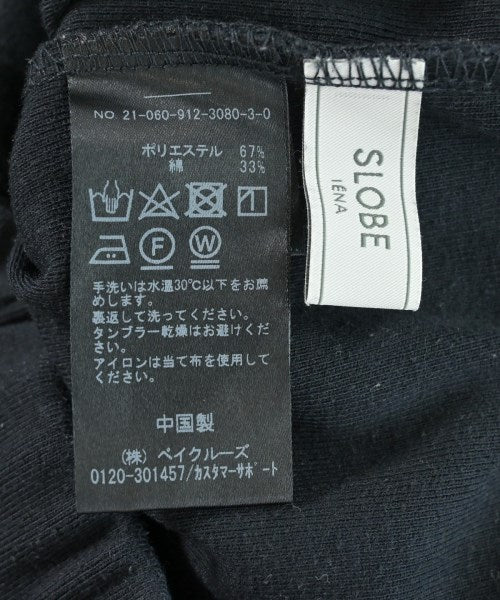 NO. 21-060-912-3080-3-0
ポリエステル 67%
綿 33%
F W
手洗いは水温30℃以下をお薦
めします。
裏返して洗ってください。
タンブラー乾燥はお避けくださ
い。
アイロンは当て布を使用して
ください。
中国製
(株) ベイクルーズ
0120-301457/カスタマーサポート
SLOBE
IÉNA